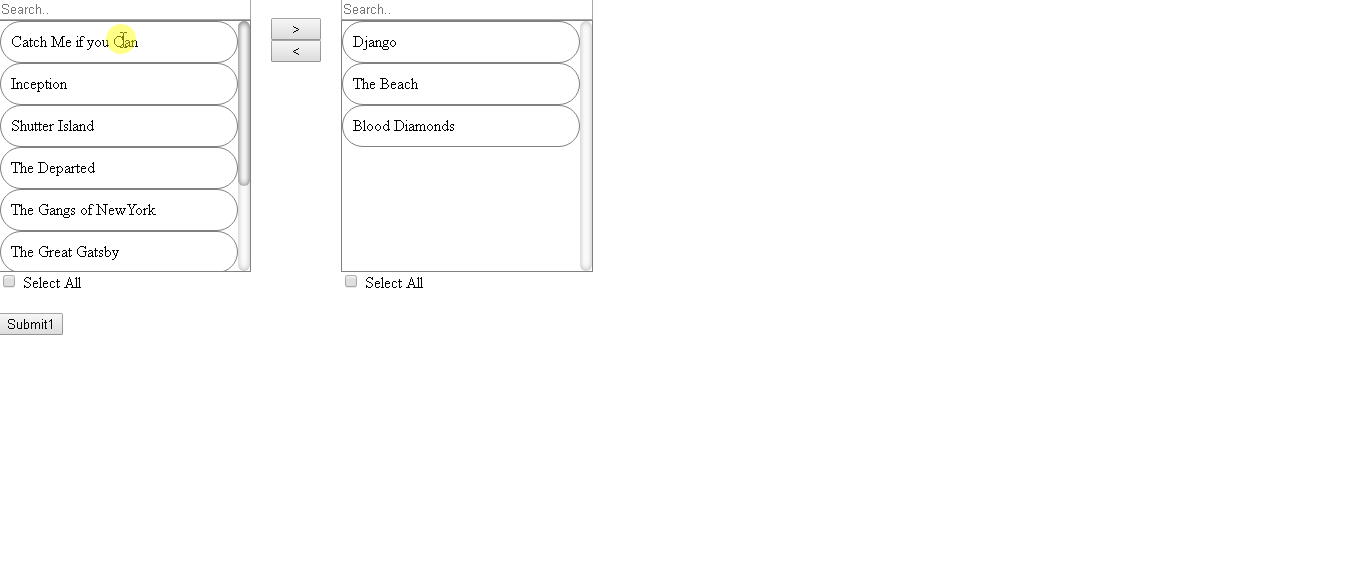 Search..
Catch Me if you Can
Inception
Shutter Island
The Departed
The Gangs of NewYork
The Great Gatsby
Select All
Submit1
>
<
Search..
Django
The Beach
Blood Diamonds
Select All